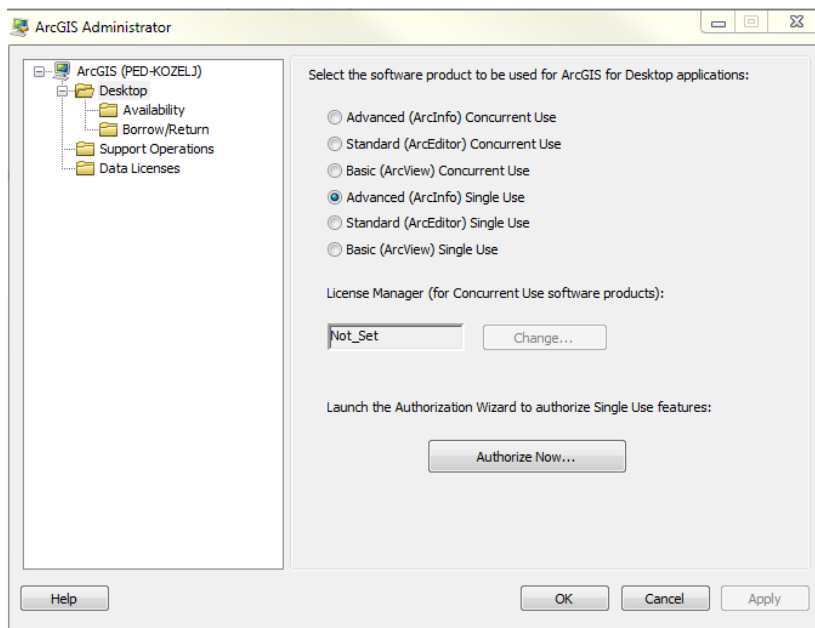 ArcGIS Administrator
ArcGIS (PED-KOZELJ)
Desktop
Availability
Borrow/Return
Support Operations
Data Licenses
Select the software product to be used for ArcGIS for Desktop applications:
Advanced (ArcInfo) Concurrent Use
Standard (ArcEditor) Concurrent Use
Basic (ArcView) Concurrent Use
Advanced (ArcInfo) Single Use
Standard (ArcEditor) Single Use
Basic (ArcView) Single Use
License Manager (for Concurrent Use software products):
Not_Set
Change...
Launch the Authorization Wizard to authorize Single Use features:
Authorize Now...
Help
OK
Cancel
Apply